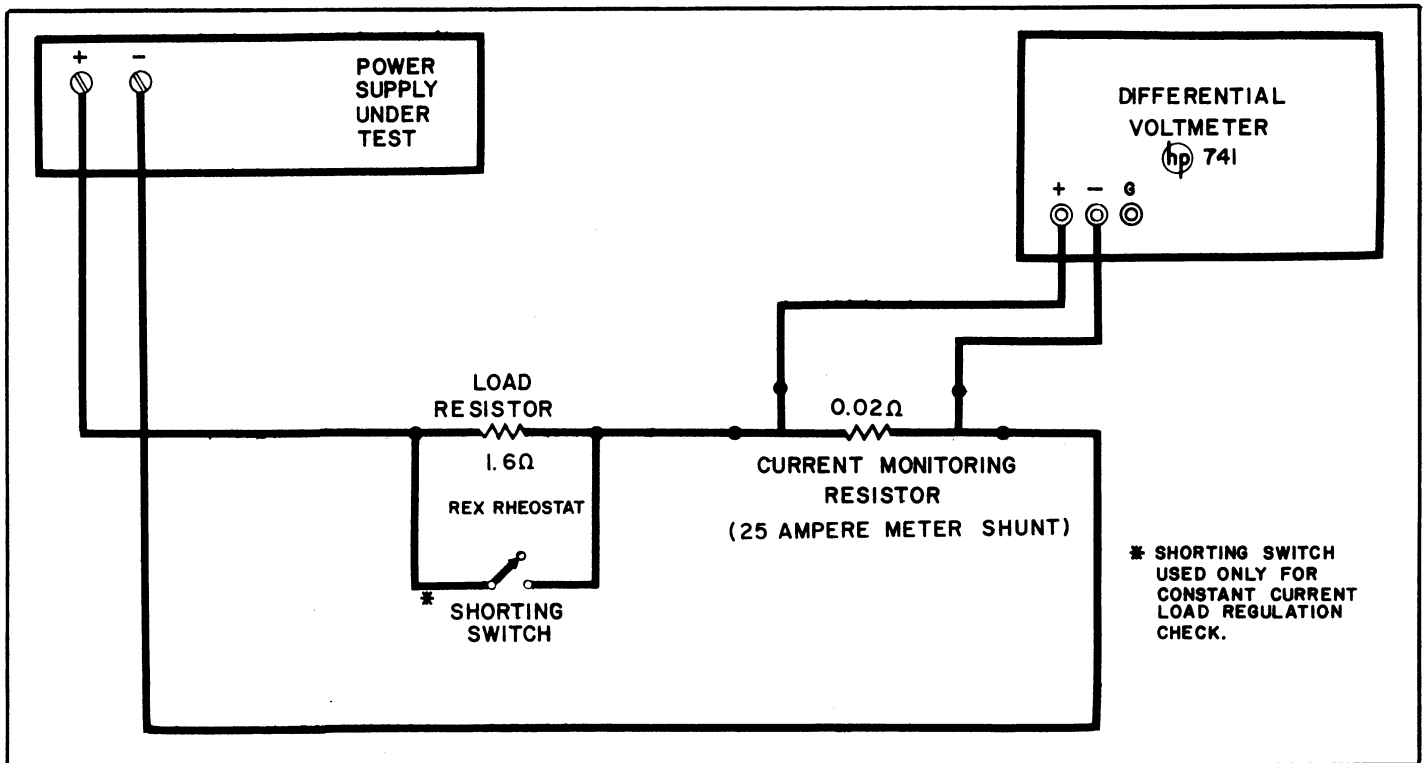 + −
POWER
SUPPLY
UNDER
TEST
DIFFERENTIAL
VOLTMETER
hp 741
+ − G
LOAD
RESISTOR
1.6Ω
REX RHEOSTAT
* SHORTING
SWITCH
0.02Ω
CURRENT MONITORING
RESISTOR
(25 AMPERE METER SHUNT)
* SHORTING SWITCH
USED ONLY FOR
CONSTANT CURRENT
LOAD REGULATION
CHECK.